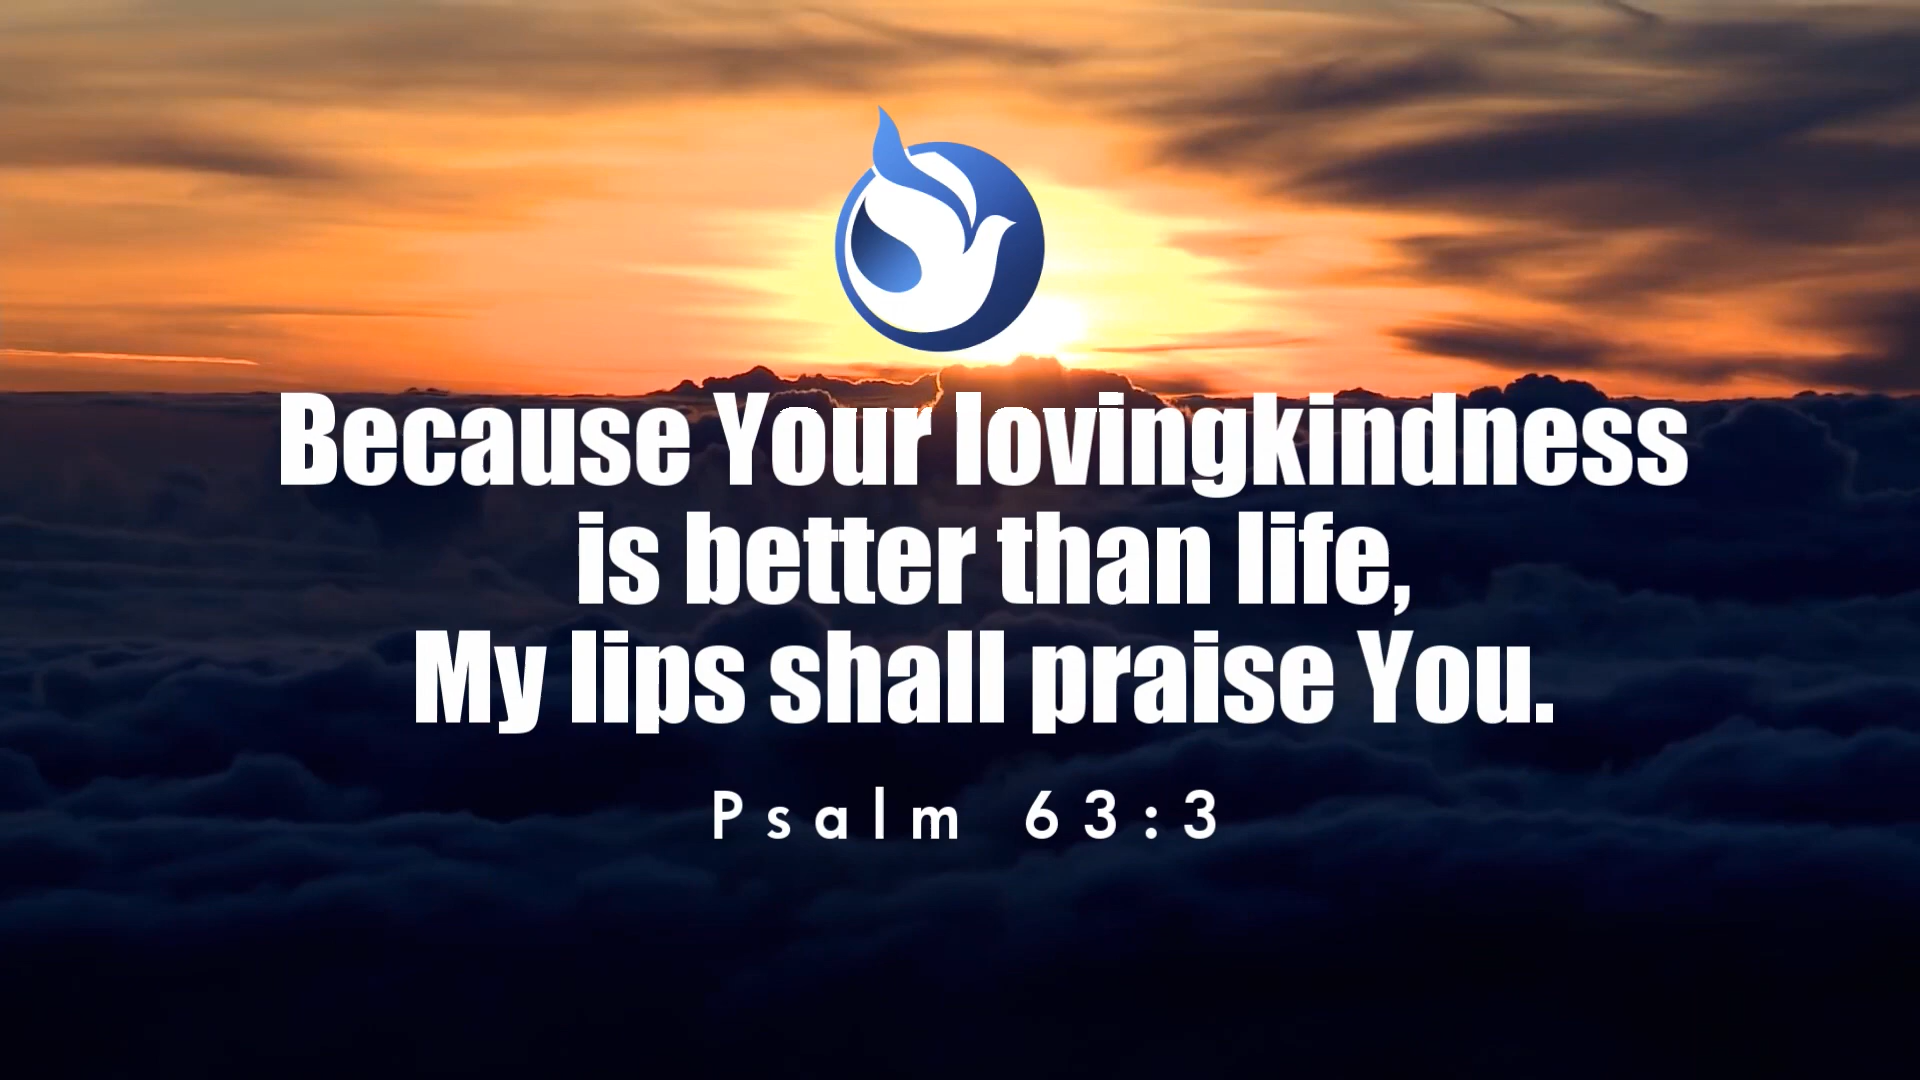 Because Your lovingkindness
is better than life,
My lips shall praise You.
Psalm 63:3